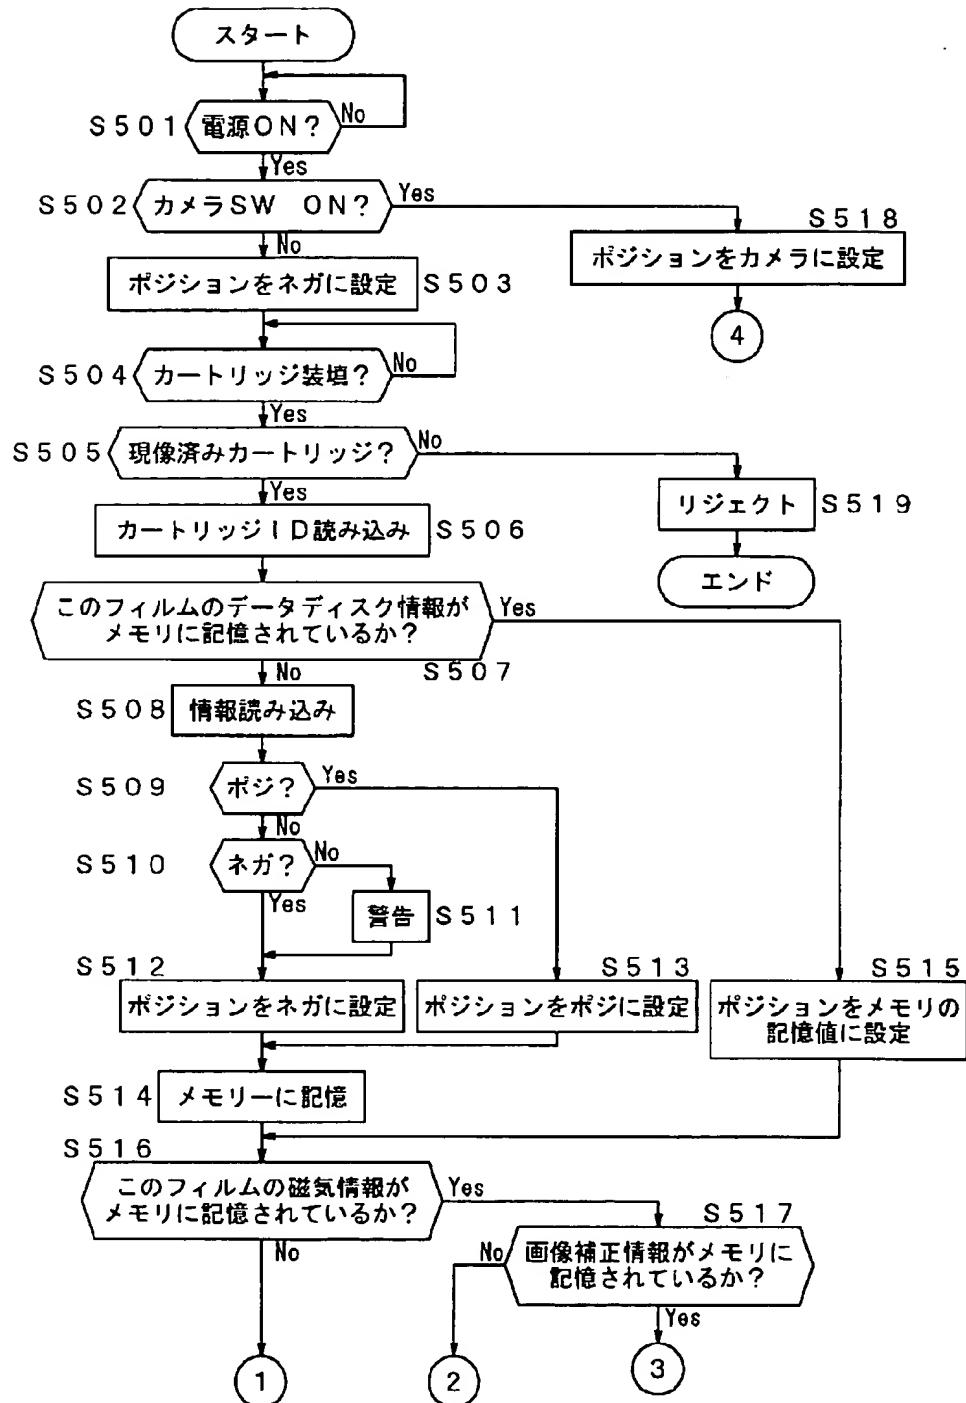 スタート
S501
電源ON?
No
Yes
S502
カメラSW ON?
Yes
No
S518
ポジションをカメラに設定
4
ポジションをネガに設定
S503
S504
カートリッジ装填?
No
Yes
S505
現像済みカートリッジ?
No
Yes
リジェクト
S519
エンド
カートリッジID読み込み
S506
このフィルムのデータディスク情報が
メモリに記憶されているか?
Yes
No
S507
S508
情報読み込み
S509
ポジ?
Yes
No
S510
ネガ?
No
Yes
警告
S511
S512
ポジションをネガに設定
S513
ポジションをポジに設定
S515
ポジションをメモリの
記憶値に設定
S514
メモリーに記憶
S516
このフィルムの磁気情報が
メモリに記憶されているか?
Yes
No
S517
画像補正情報がメモリに
記憶されているか?
No
Yes
1
2
3